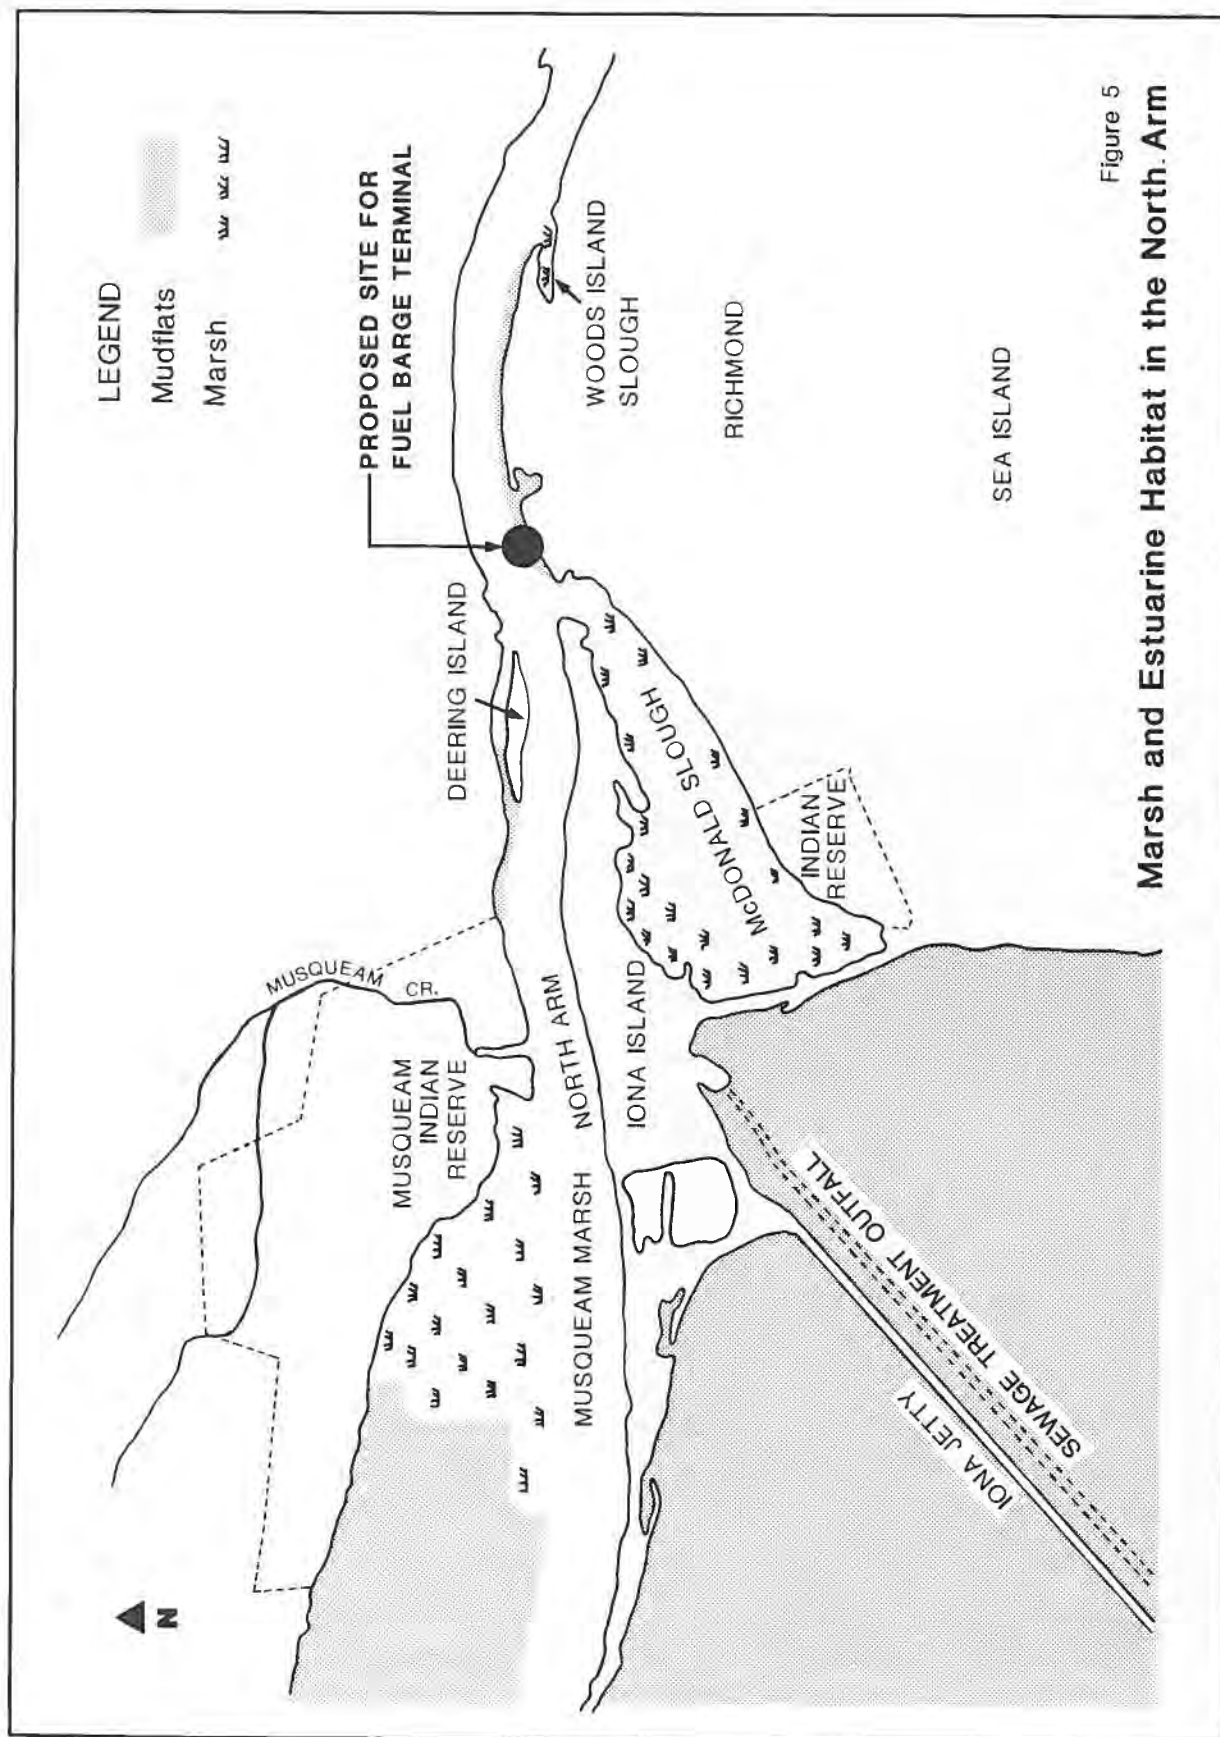 LEGEND
Mudflats
Marsh
N
PROPOSED SITE FOR
FUEL BARGE TERMINAL
MUSQUEAM
CR.
MUSQUEAM
INDIAN
RESERVE
DEERING ISLAND
NORTH ARM
MUSQUEAM MARSH
WOODS ISLAND
SLOUGH
IONA ISLAND
McDONALD SLOUGH
RICHMOND
INDIAN
RESERVE
SEWAGE TREATMENT OUTFALL
IONA JETTY
SEA ISLAND
Figure 5
Marsh and Estuarine Habitat in the North Arm